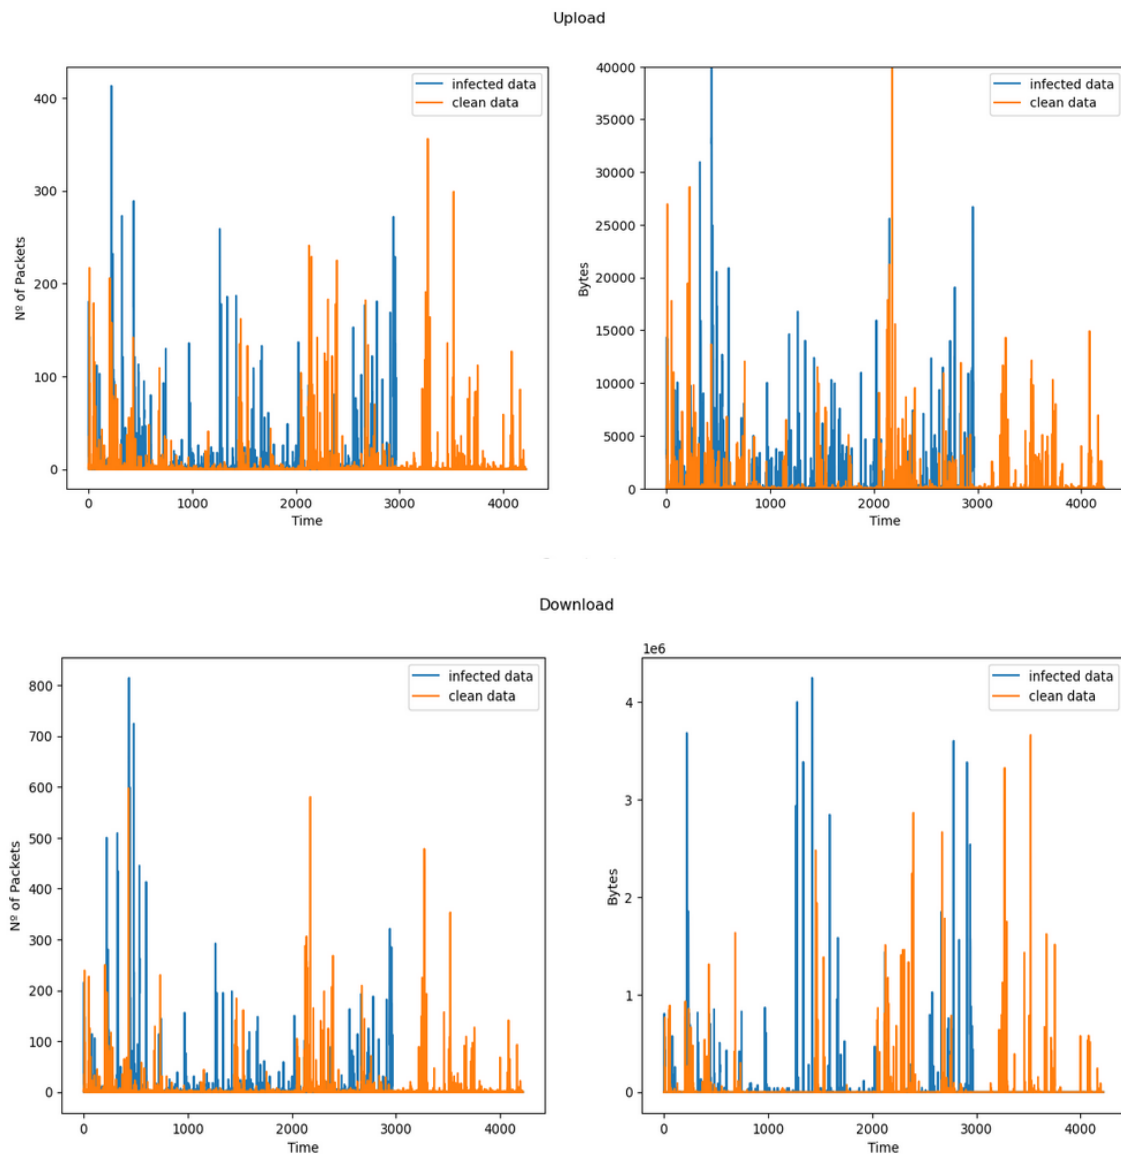 Upload
infected data
clean data
Nº of Packets
400
300
200
100
0
0 1000 2000 3000 4000
Time
infected data
clean data
Bytes
40000
35000
30000
25000
20000
15000
10000
5000
0
0 1000 2000 3000 4000
Time
Download
infected data
clean data
Nº of Packets
800
700
600
500
400
300
200
100
0
0 1000 2000 3000 4000
Time
1e6
infected data
clean data
Bytes
4
3
2
1
0
0 1000 2000 3000 4000
Time